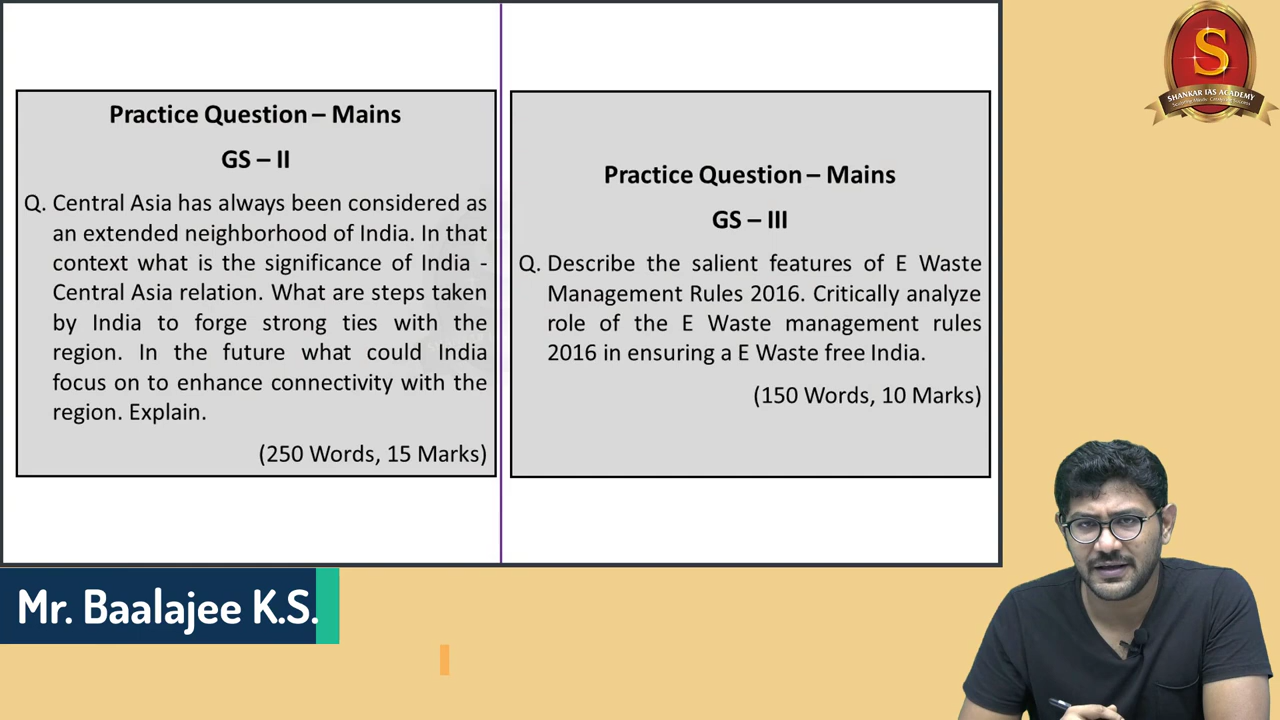 Practice Question – Mains
GS – II
Q. Central Asia has always been considered as
an extended neighborhood of India. In that
context what is the significance of India -
Central Asia relation. What are steps taken
by India to forge strong ties with the
region. In the future what could India
focus on to enhance connectivity with the
region. Explain.
(250 Words, 15 Marks)
Practice Question – Mains
GS – III
Q. Describe the salient features of E Waste
Management Rules 2016. Critically analyze
role of the E Waste management rules
2016 in ensuring a E Waste free India.
(150 Words, 10 Marks)
S
SHANKAR IAS ACADEMY
Mr. Baalajee K.S.